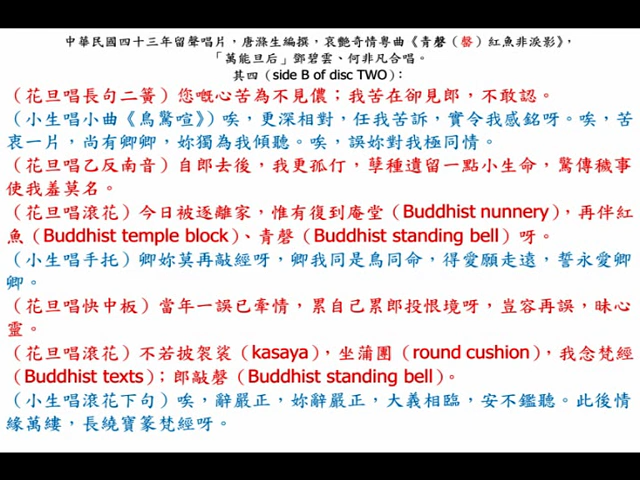 中華民國四十三年留聲唱片，唐滌生編撰，哀艷奇情粵曲《青磬（罄）紅魚非淚影》，
「萬能旦后」鄧碧雲、何非凡合唱。
其四（side B of disc TWO）：
（花旦唱長句二簧）您嘅心苦為不見儂；我苦在卻見郎，不敢認。
（小生唱小曲《鳥驚喧》）唉，更深相對，任我苦訴，實令我感銘呀。唉，苦
衷一片，尚有卿卿，妳獨為我傾聽。唉，誤妳對我極同情。
（花旦唱乙反南音）自郎去後，我更孤仃，孽種遺留一點小生命，驚傳穢事
使我羞莫名。
（花旦唱滾花）今日被逐離家，惟有復到庵堂（Buddhist nunnery），再伴紅
魚（Buddhist temple block）、青磬（Buddhist standing bell）呀。
（小生唱手托）卿妳莫再敲經呀，卿我同是鳥同命，得愛願走遠，誓永愛卿
卿。
（花旦唱快中板）當年一誤已牽情，累自己累郎投恨境呀，豈容再誤，昧心
靈。
（花旦唱滾花）不若披袈裟（kasaya），坐蒲團（round cushion），我念梵經
（Buddhist texts）；郎敲磬（Buddhist standing bell）。
（小生唱滾花下句）唉，辭嚴正，妳辭嚴正，大義相臨，安不鑑聽。此後情
緣萬縷，長繞寶篆梵經呀。